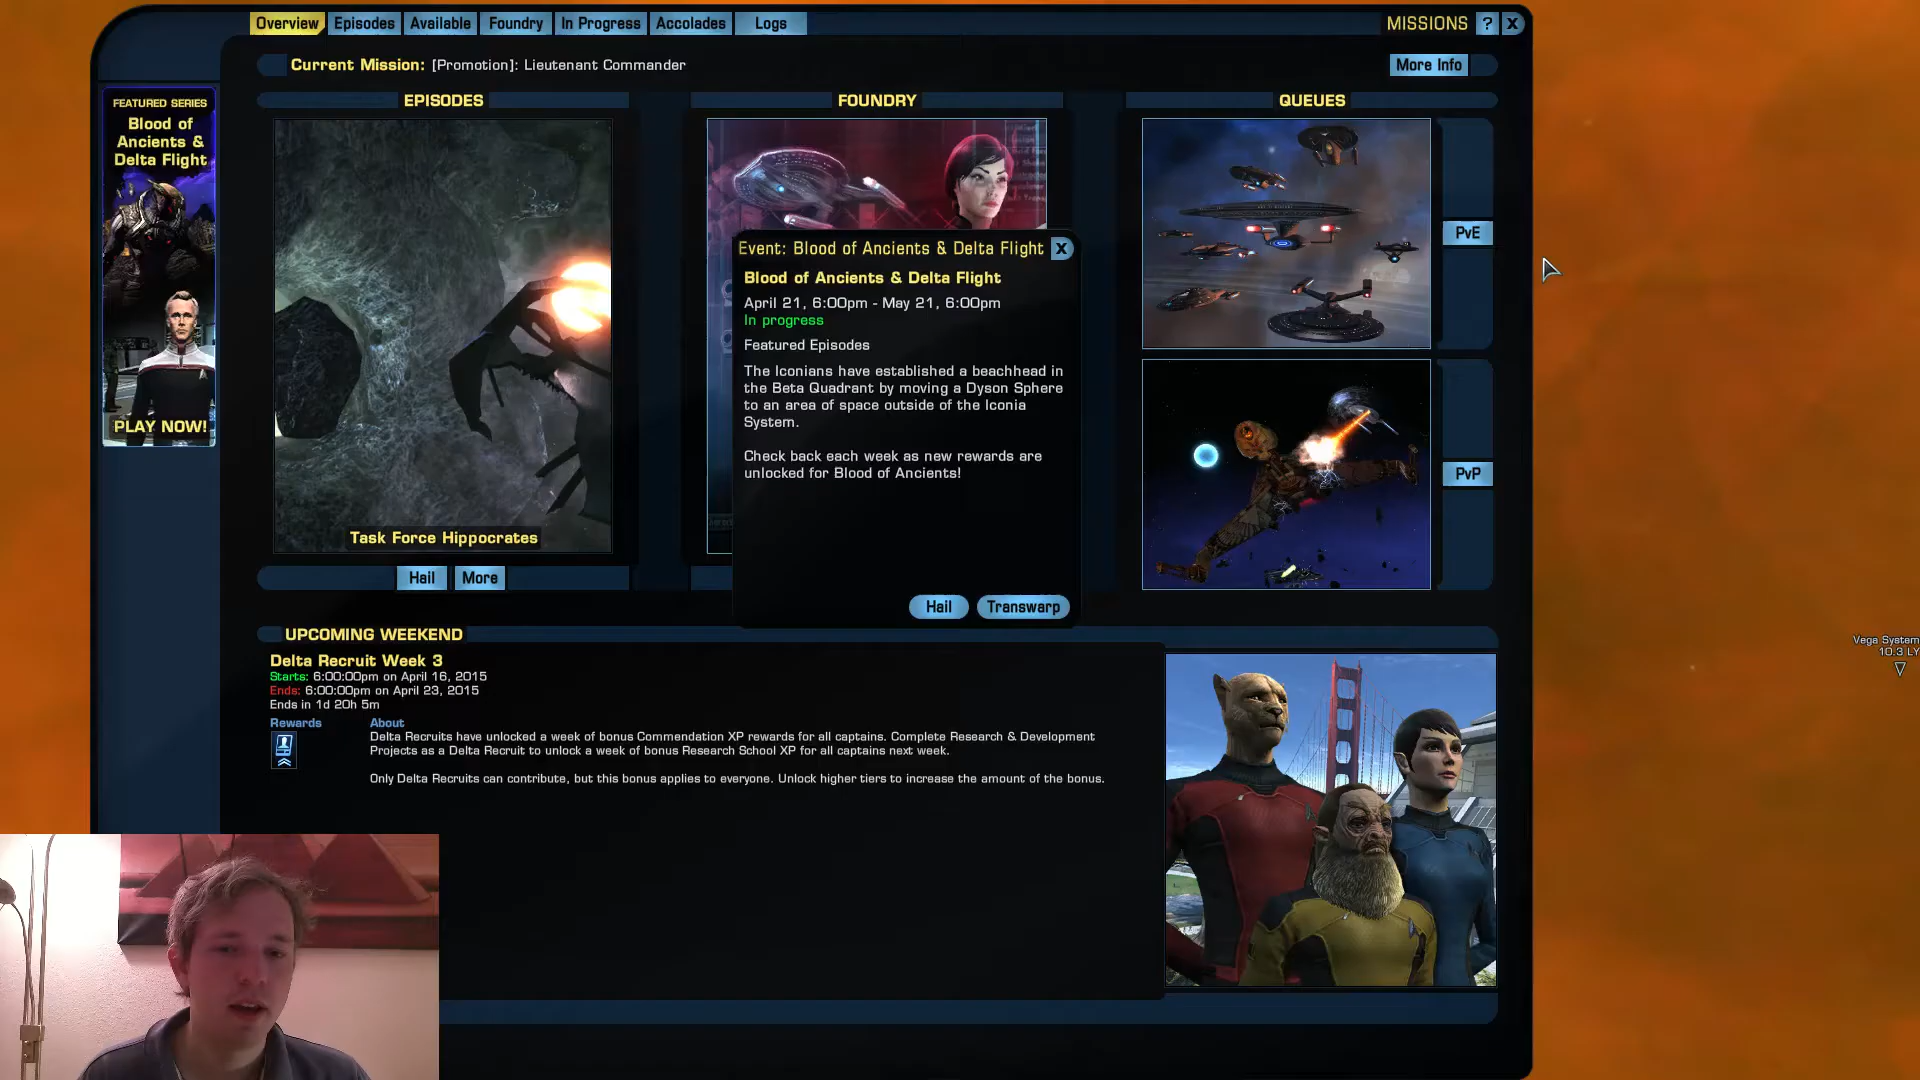 Overview
Episodes
Available
Foundry
In Progress
Accolades
Logs
MISSIONS
?
X
Current Mission: [Promotion]: Lieutenant Commander
More Info
FEATURED SERIES
Blood of
Ancients &
Delta Flight
PLAY NOW!
EPISODES
Task Force Hippocrates
Hail
More
FOUNDRY
Event: Blood of Ancients & Delta Flight
X
Blood of Ancients & Delta Flight
April 21, 6:00pm - May 21, 6:00pm
In progress
Featured Episodes
The Iconians have established a beachhead in
the Beta Quadrant by moving a Dyson Sphere
to an area of space outside of the Iconia
System.
Check back each week as new rewards are
unlocked for Blood of Ancients!
Hail
Transwarp
QUEUES
PvE
PvP
Vega System
10.3 LY
UPCOMING WEEKEND
Delta Recruit Week 3
Starts: 6:00:00pm on April 16, 2015
Ends: 6:00:00pm on April 23, 2015
Ends in 1d 20h 5m
Rewards
About
Delta Recruits have unlocked a week of bonus Commendation XP rewards for all captains. Complete Research & Development
Projects as a Delta Recruit to unlock a week of bonus Research School XP for all captains next week.
Only Delta Recruits can contribute, but this bonus applies to everyone. Unlock higher tiers to increase the amount of the bonus.